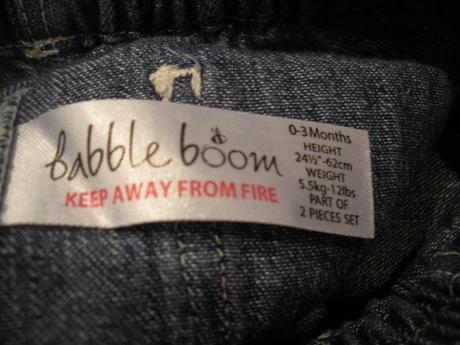 babble boom
KEEP AWAY FROM FIRE
0-3 Months
HEIGHT
24½"-62cm
WEIGHT
5.5kg-12lbs
PART OF
2 PIECES SET